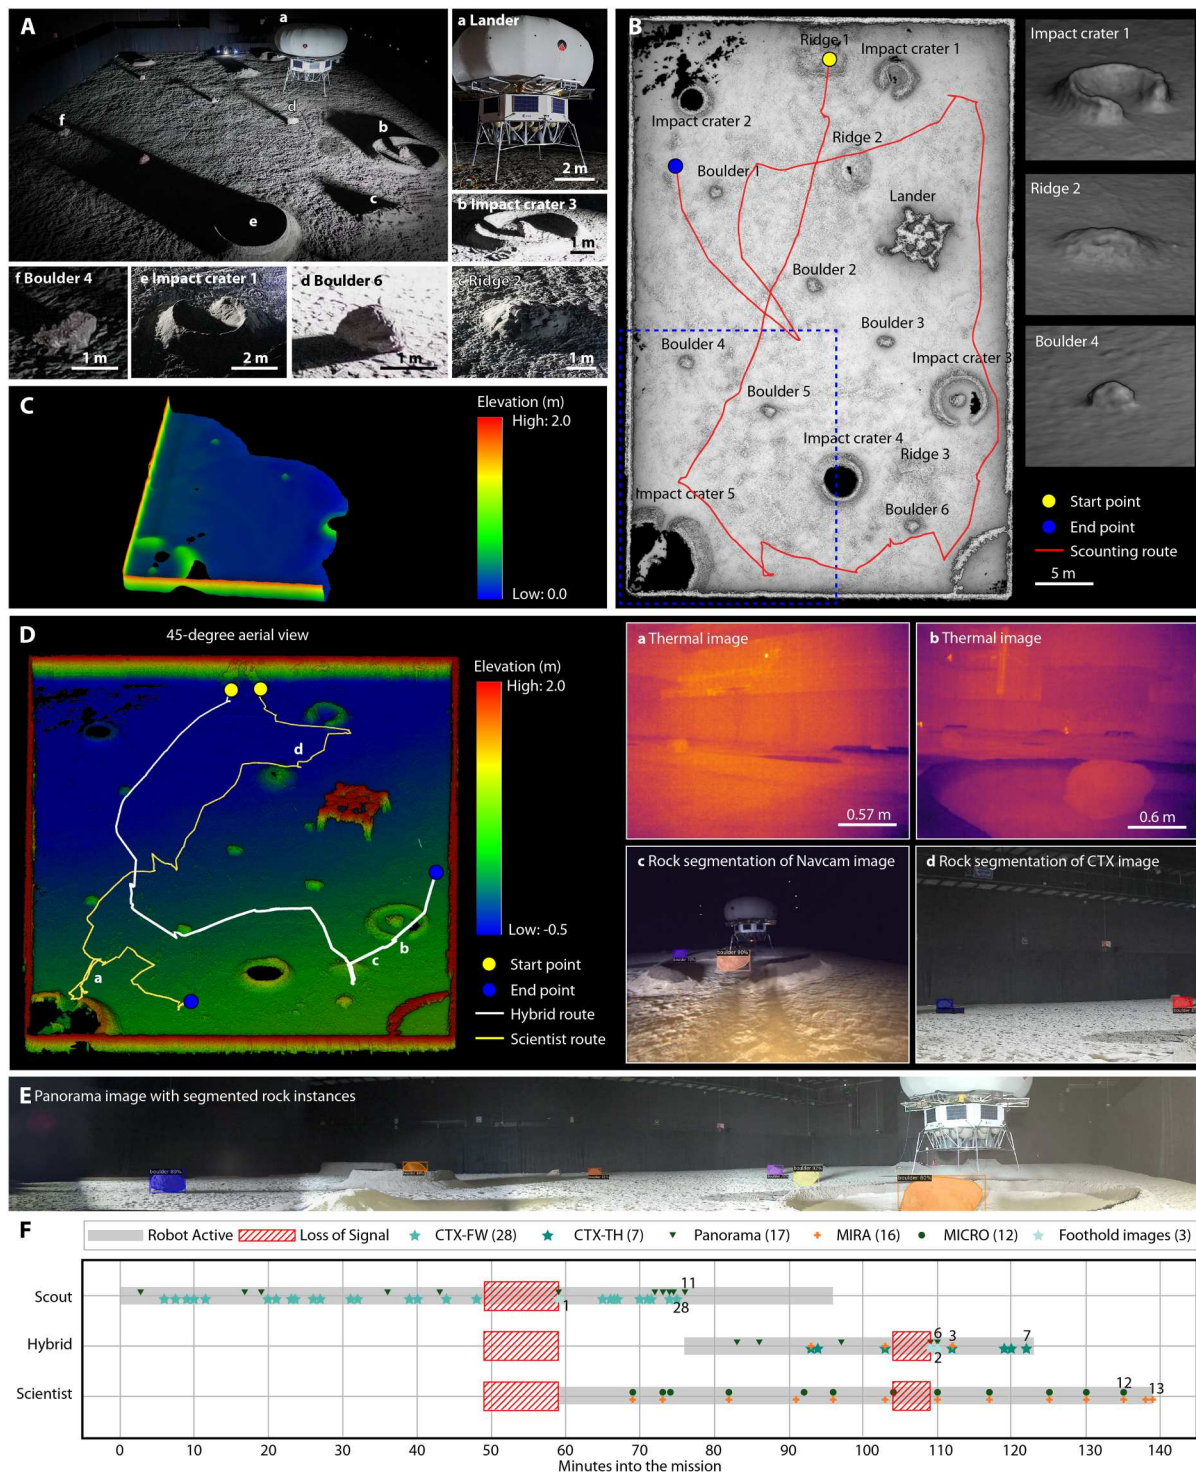 A
a
f
d
b
c
e
a Lander
2 m
b Impact crater 3
1 m
f Boulder 4
1 m
e Impact crater 1
2 m
d Boulder 6
1 m
c Ridge 2
1 m
B
Ridge 1
Impact crater 1
Impact crater 2
Ridge 2
Boulder 1
Lander
Boulder 2
Boulder 3
Boulder 4
Impact crater 3
Boulder 5
Impact crater 4
Ridge 3
Impact crater 5
Boulder 6
Impact crater 1
Ridge 2
Boulder 4
Start point
End point
Scounting route
5 m
C
Elevation (m)
High: 2.0
Low: 0.0
D
45-degree aerial view
d
b
c
a
Elevation (m)
High: 2.0
Low: -0.5
Start point
End point
Hybrid route
Scientist route
a Thermal image
0.57 m
b Thermal image
0.6 m
c Rock segmentation of Navcam image
boulder 90%
d Rock segmentation of CTX image
E Panorama image with segmented rock instances
F
Robot Active
Loss of Signal
CTX-FW (28)
CTX-TH (7)
Panorama (17)
MIRA (16)
MICRO (12)
Foothold images (3)
Scout
11
1
28
Hybrid
6
3
7
2
Scientist
12
13
0 10 20 30 40 50 60 70 80 90 100 110 120 130 140
Minutes into the mission